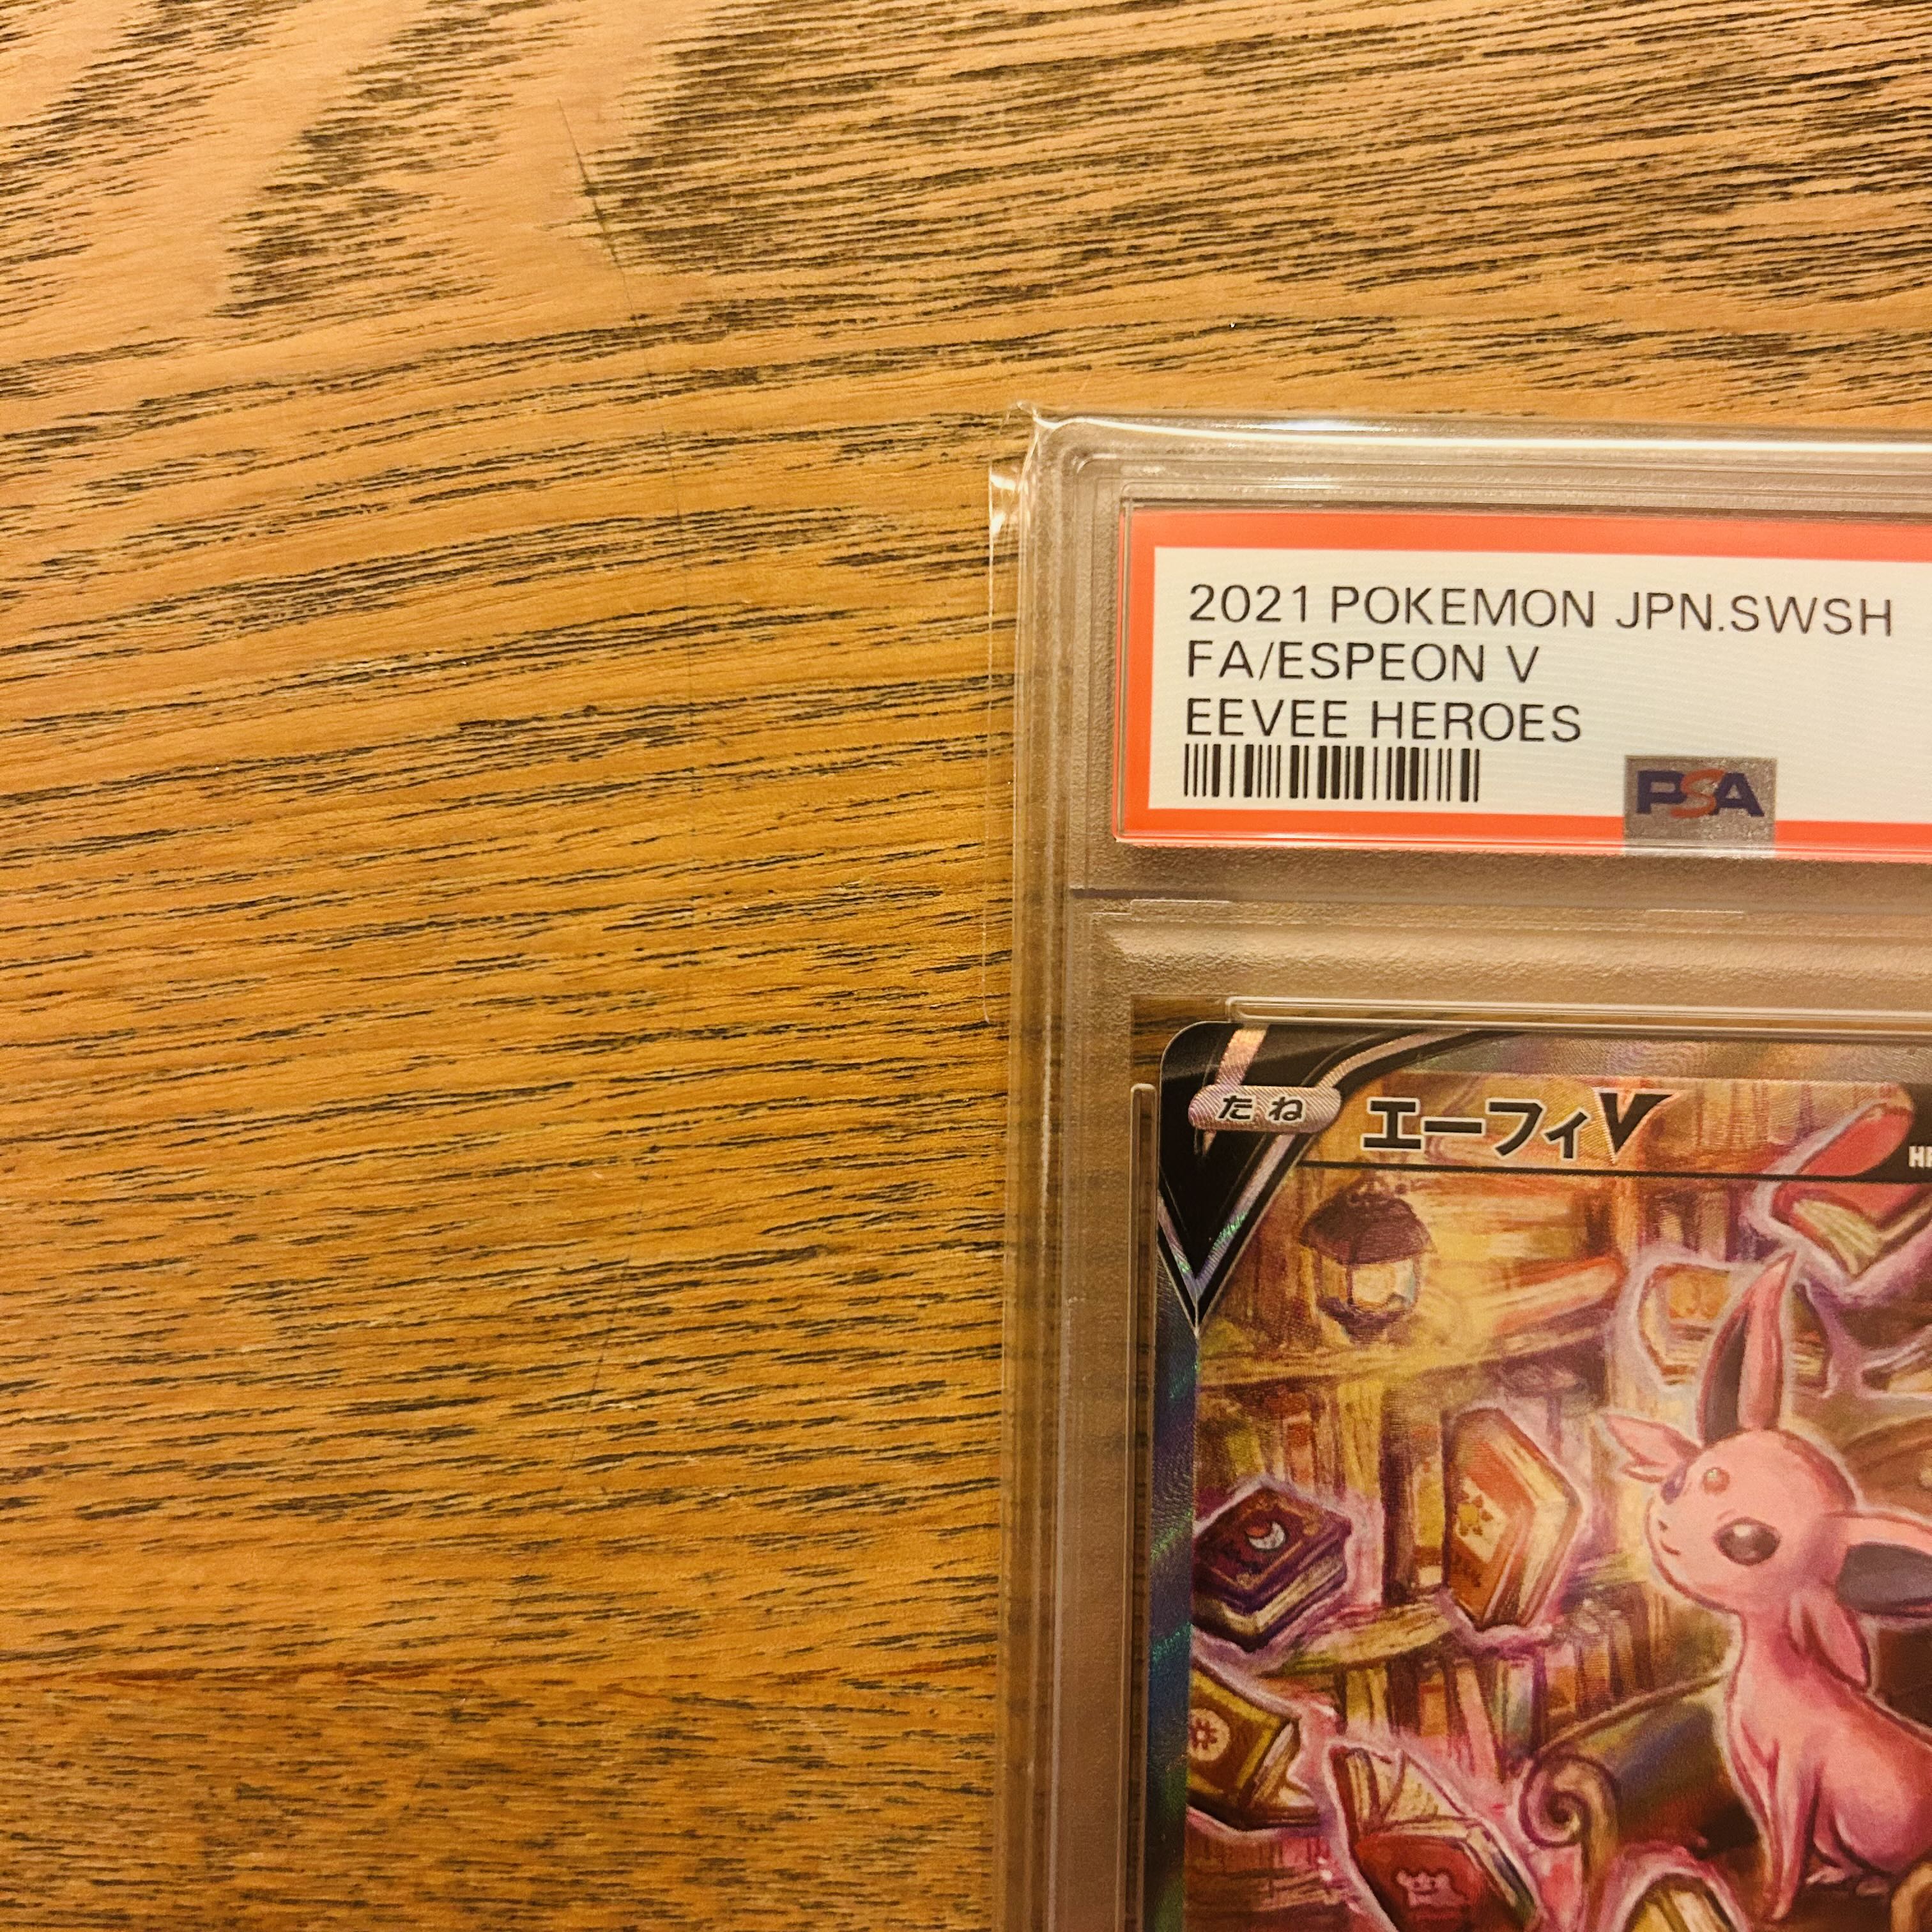 2021 POKEMON JPN.SWSH
FA/ESPEON V
EEVEE HEROES
PSA
たね エーフィV